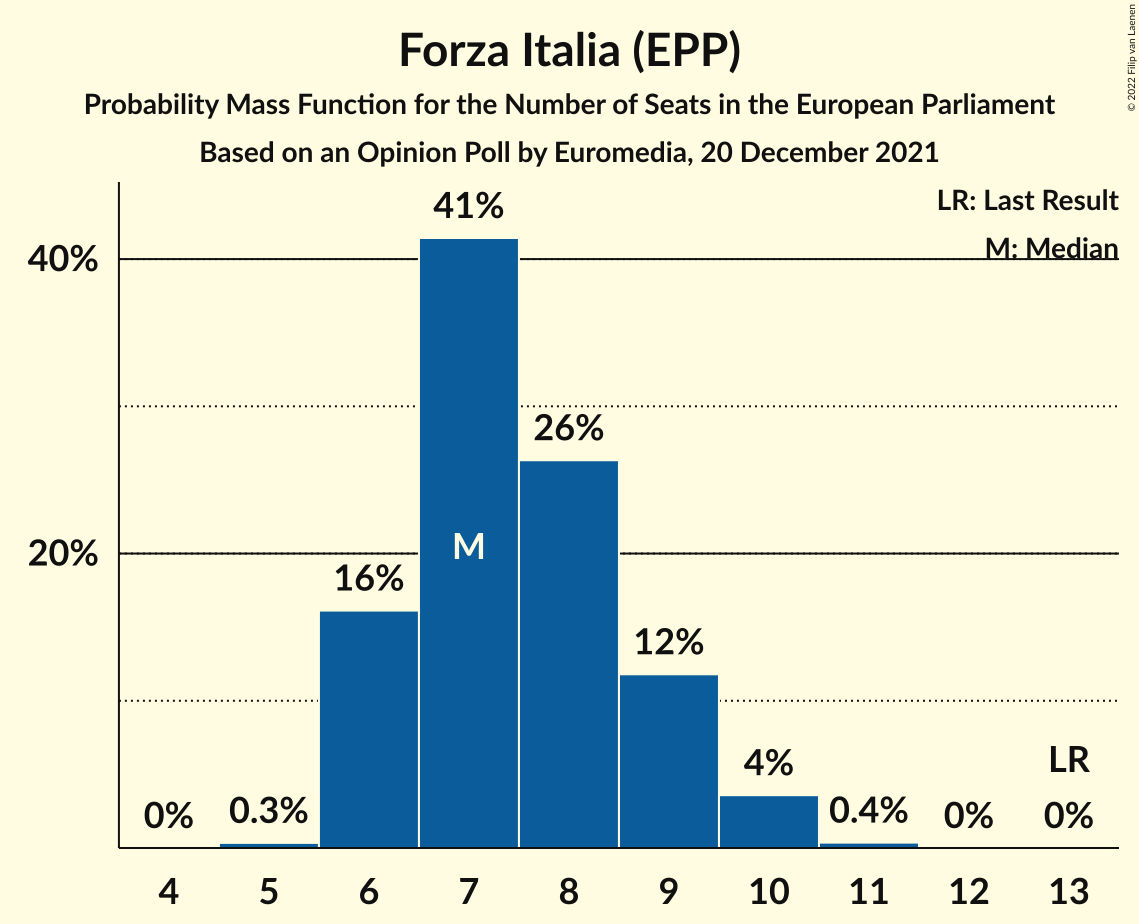 Forza Italia (EPP)
Probability Mass Function for the Number of Seats in the European Parliament
Based on an Opinion Poll by Euromedia, 20 December 2021
© 2022 Filip van Laenen
LR: Last Result
M: Median
40%
20%
0%
0.3%
16%
41%
M
26%
12%
4%
0.4%
0%
LR
0%
4 5 6 7 8 9 10 11 12 13